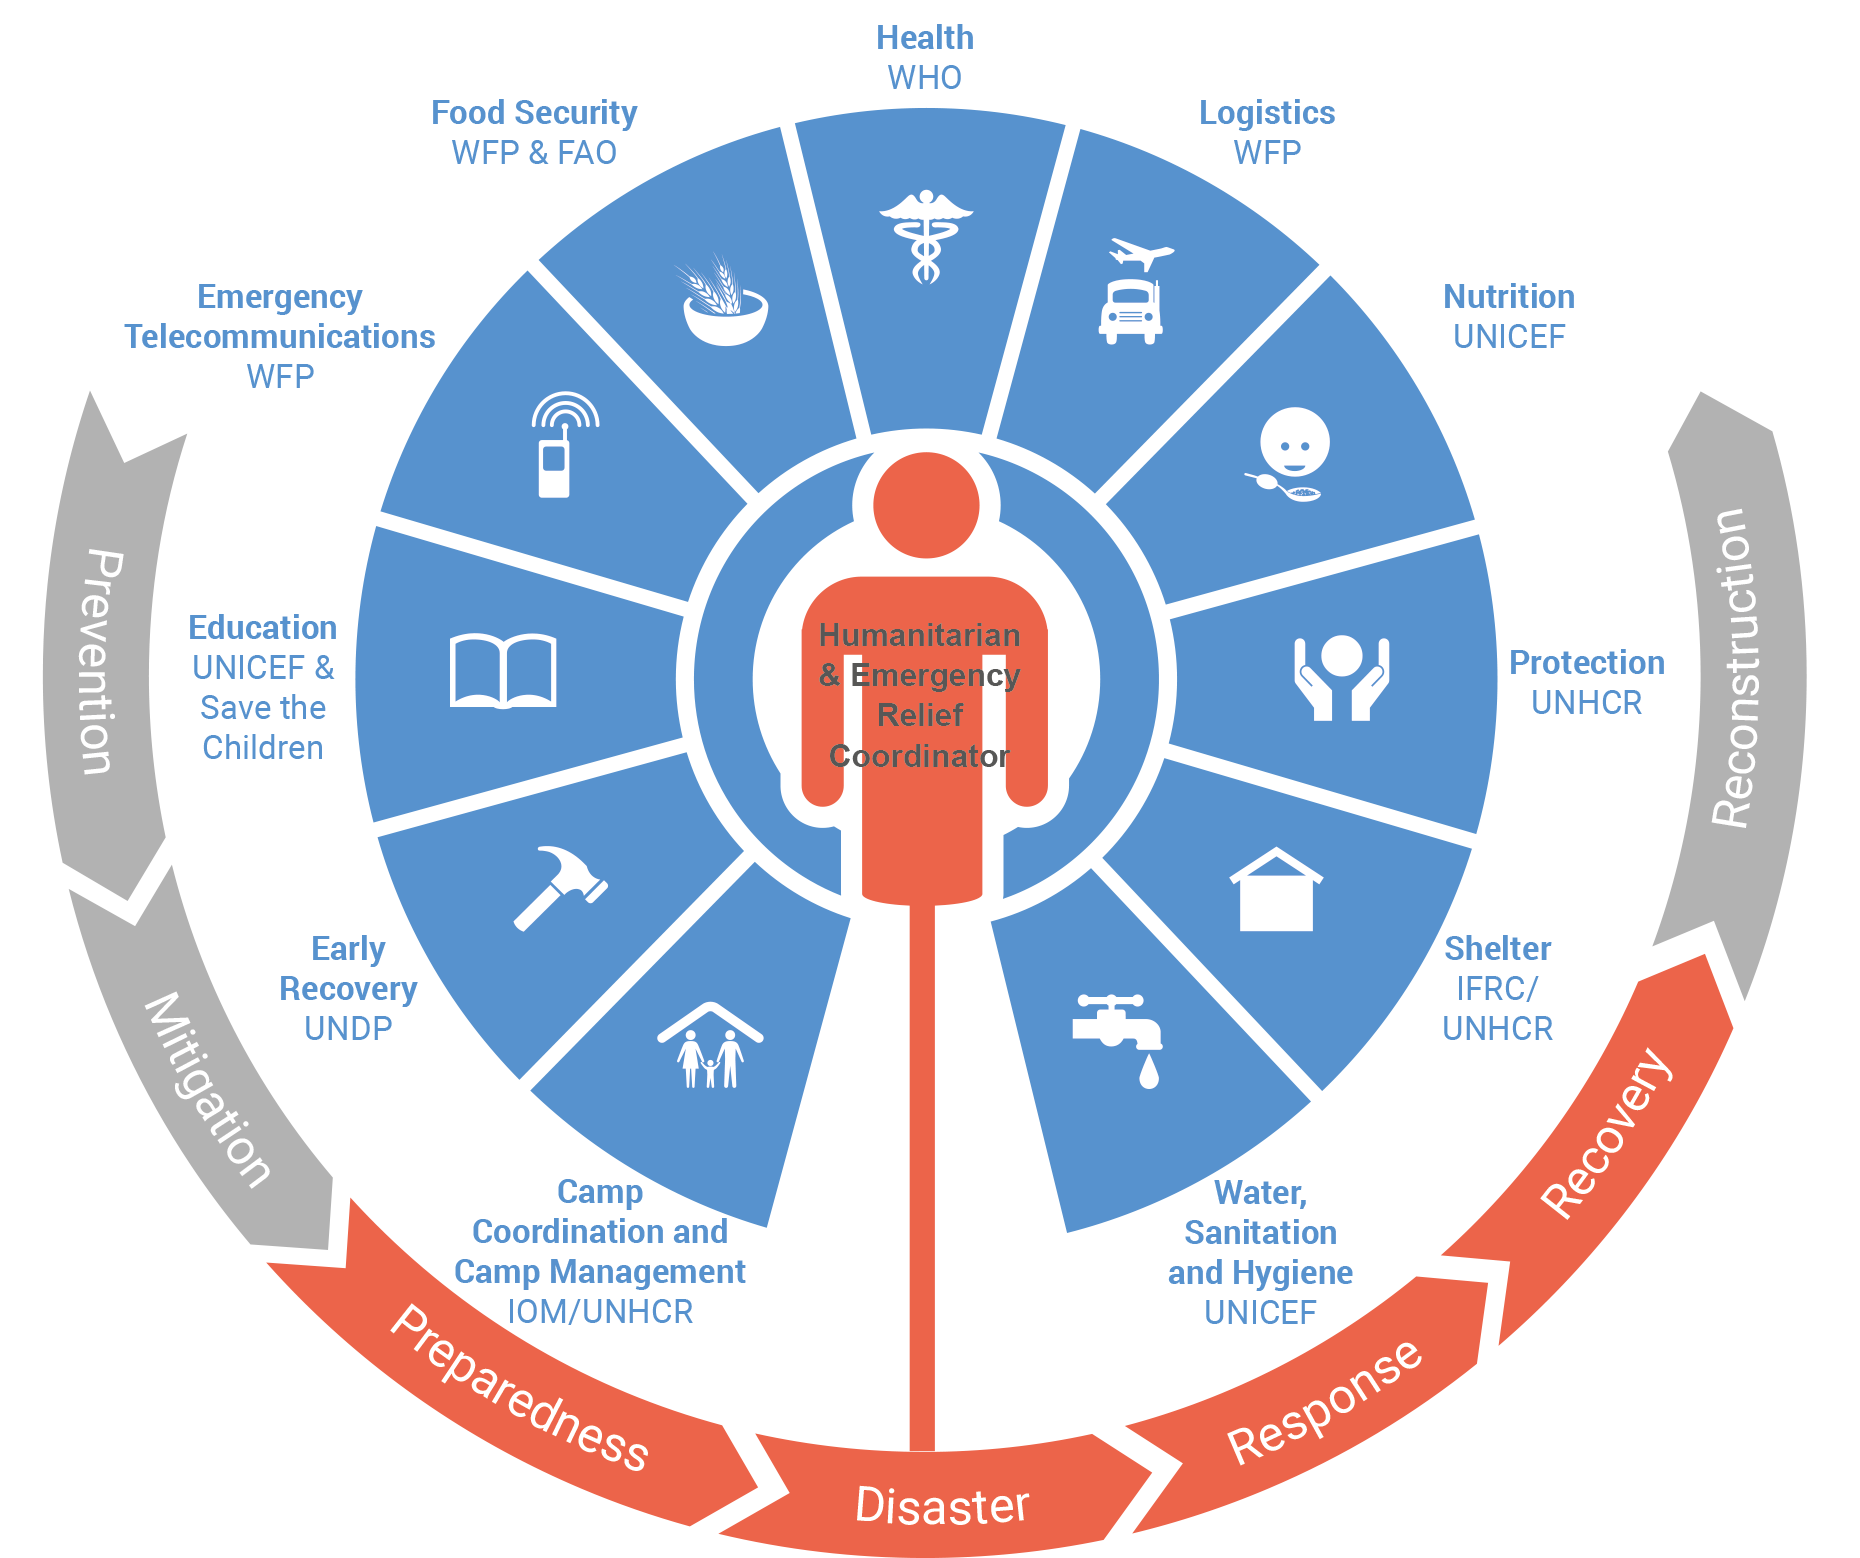 Health
WHO
Logistics
WFP
Nutrition
UNICEF
Protection
UNHCR
Shelter
IFRC/
UNHCR
Water,
Sanitation
and Hygiene
UNICEF
Camp
Coordination and
Camp Management
IOM/UNHCR
Early
Recovery
UNDP
Education
UNICEF &
Save the
Children
Emergency
Telecommunications
WFP
Food Security
WFP & FAO
Humanitarian
& Emergency
Relief
Coordinator
Prevention
Mitigation
Preparedness
Disaster
Response
Recovery
Reconstruction